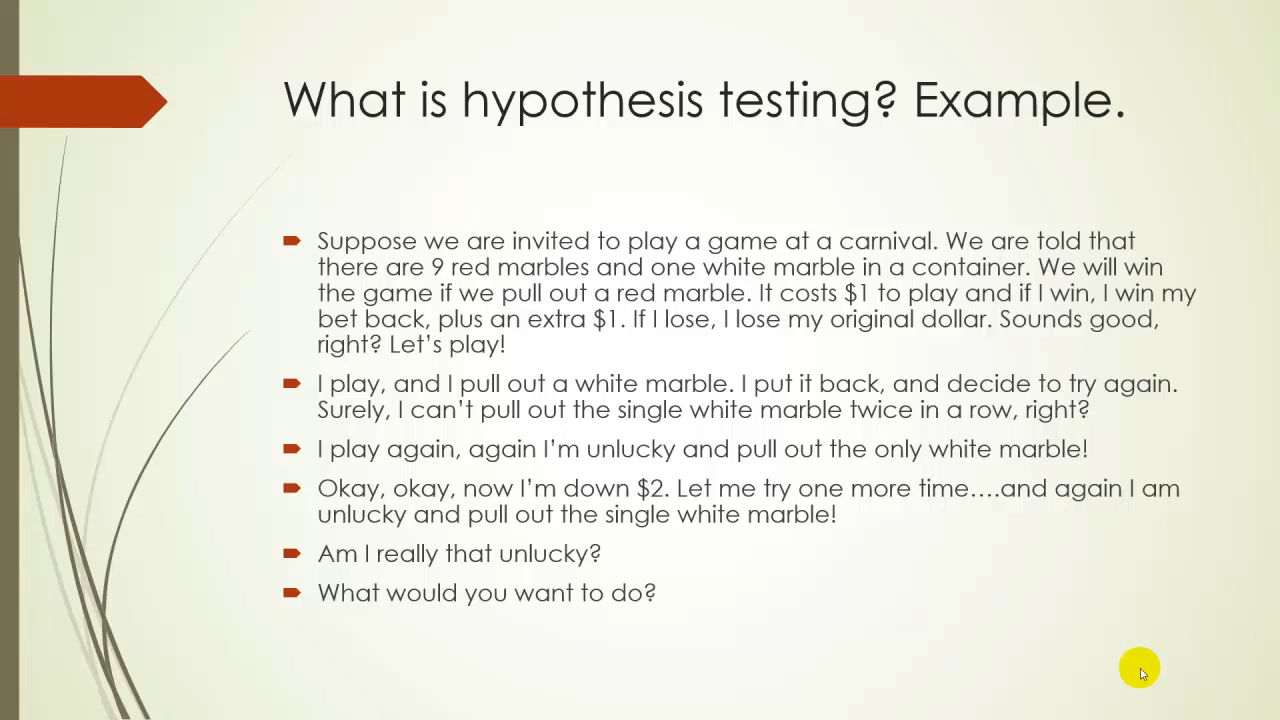 What is hypothesis testing? Example.
Suppose we are invited to play a game at a carnival. We are told that
there are 9 red marbles and one white marble in a container. We will win
the game if we pull out a red marble. It costs $1 to play and if I win, I win my
bet back, plus an extra $1. If I lose, I lose my original dollar. Sounds good,
right? Let’s play!
I play, and I pull out a white marble. I put it back, and decide to try again.
Surely, I can’t pull out the single white marble twice in a row, right?
I play again, again I’m unlucky and pull out the only white marble!
Okay, okay, now I’m down $2. Let me try one more time….and again I am
unlucky and pull out the single white marble!
Am I really that unlucky?
What would you want to do?